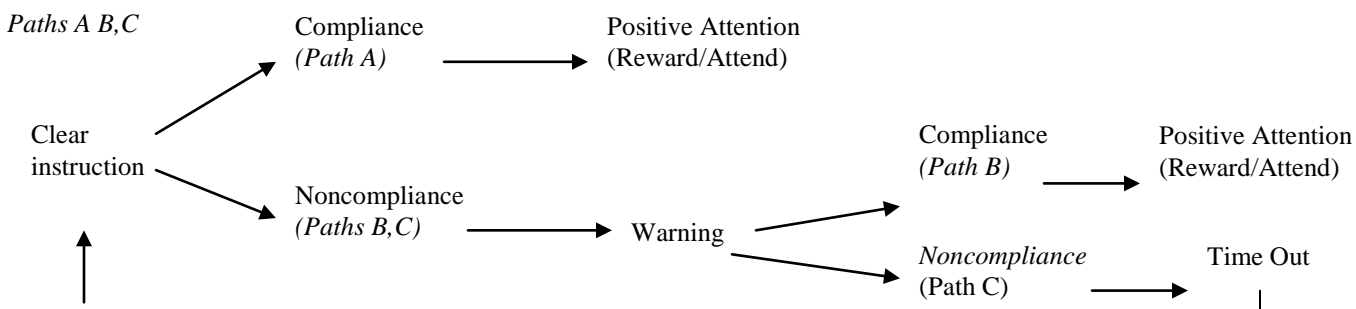 Paths A B,C
Compliance
(Path A)
Positive Attention
(Reward/Attend)
Clear
instruction
Noncompliance
(Paths B,C)
Warning
Compliance
(Path B)
Positive Attention
(Reward/Attend)
Noncompliance
(Path C)
Time Out